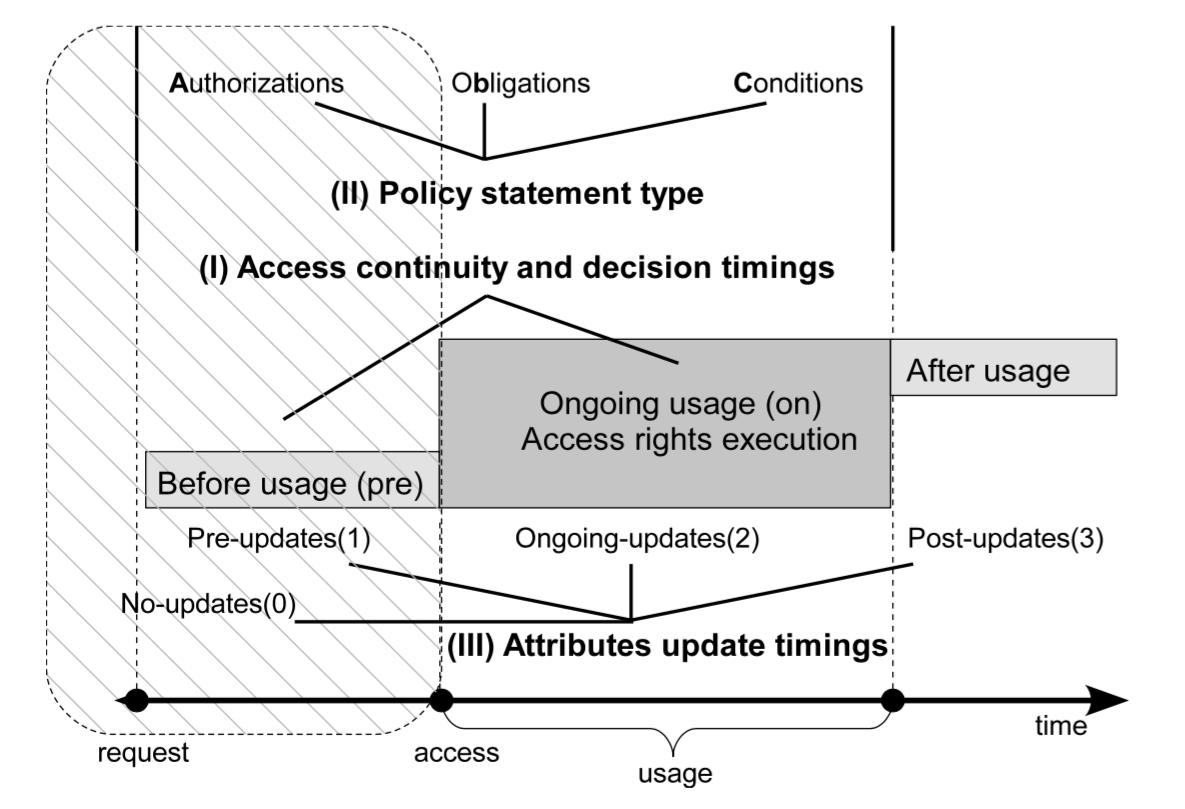 Authorizations
Obligations
Conditions
(II) Policy statement type
(I) Access continuity and decision timings
After usage
Ongoing usage (on)
Access rights execution
Before usage (pre)
Pre-updates(1)
Ongoing-updates(2)
Post-updates(3)
No-updates(0)
(III) Attributes update timings
time
request
access
usage